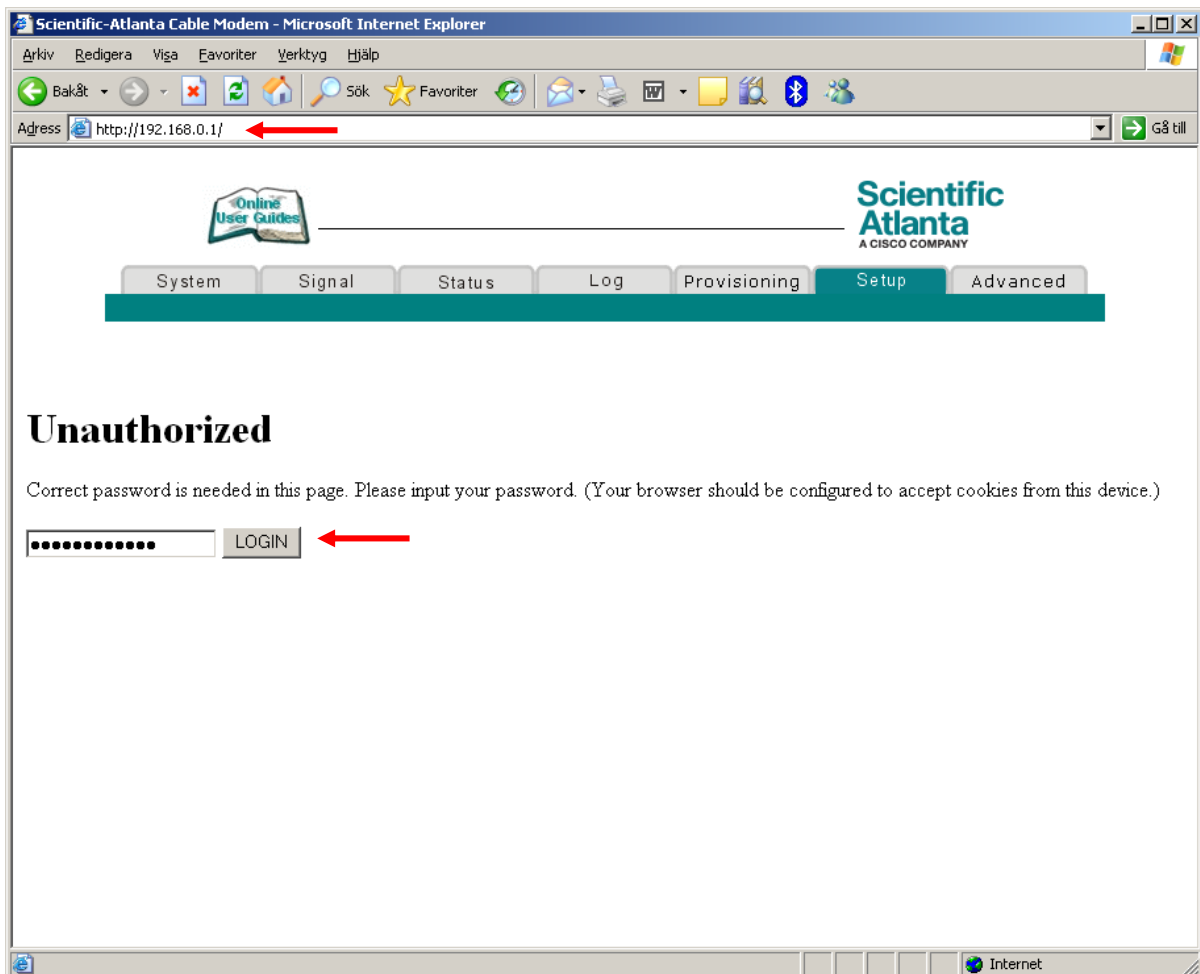 Scientific-Atlanta Cable Modem - Microsoft Internet Explorer
Arkiv Redigera Visa Favoriter Verktyg Hjälp
Bakåt Sök Favoriter
Adress http://192.168.0.1/ Gå till
Online
User Guides
Scientific
Atlanta
A CISCO COMPANY
System Signal Status Log Provisioning Setup Advanced
Unauthorized
Correct password is needed in this page. Please input your password. (Your browser should be configured to accept cookies from this device.)
●●●●●●●●●●●● LOGIN
Internet